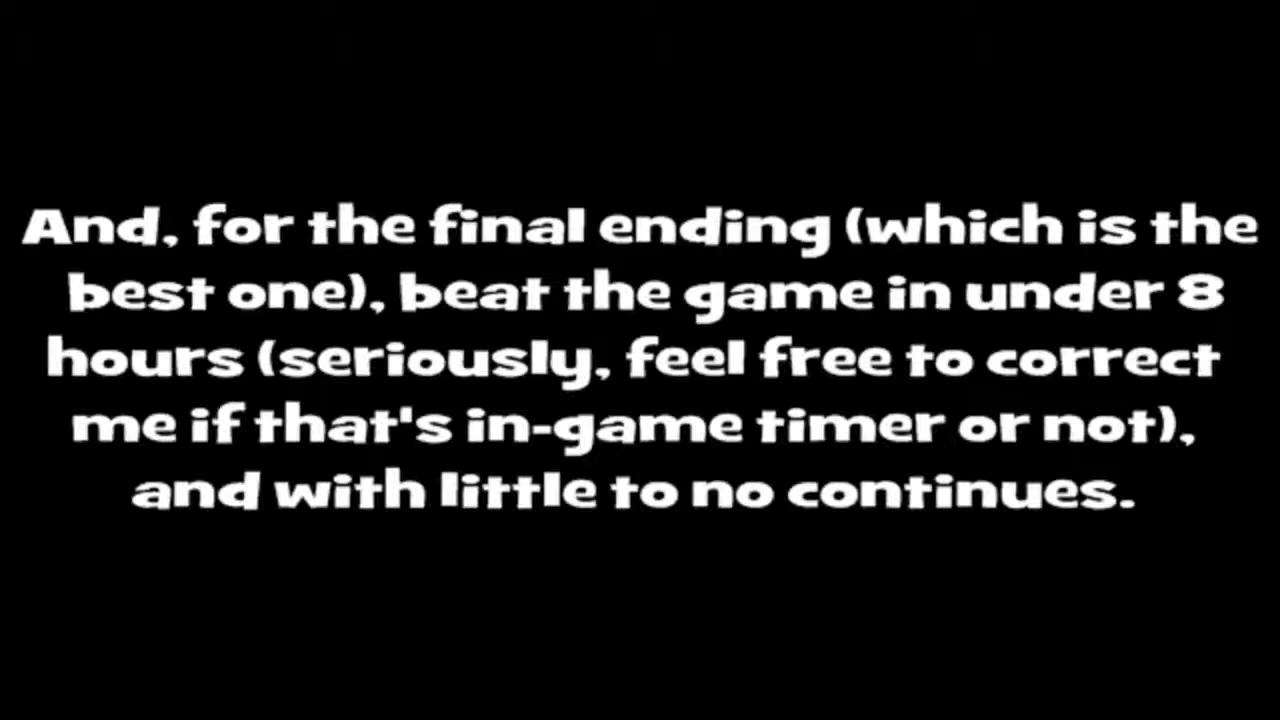 And, for the final ending (which is the
best one), beat the game in under 8
hours (seriously, feel free to correct
me if that's in-game timer or not),
and with little to no continues.